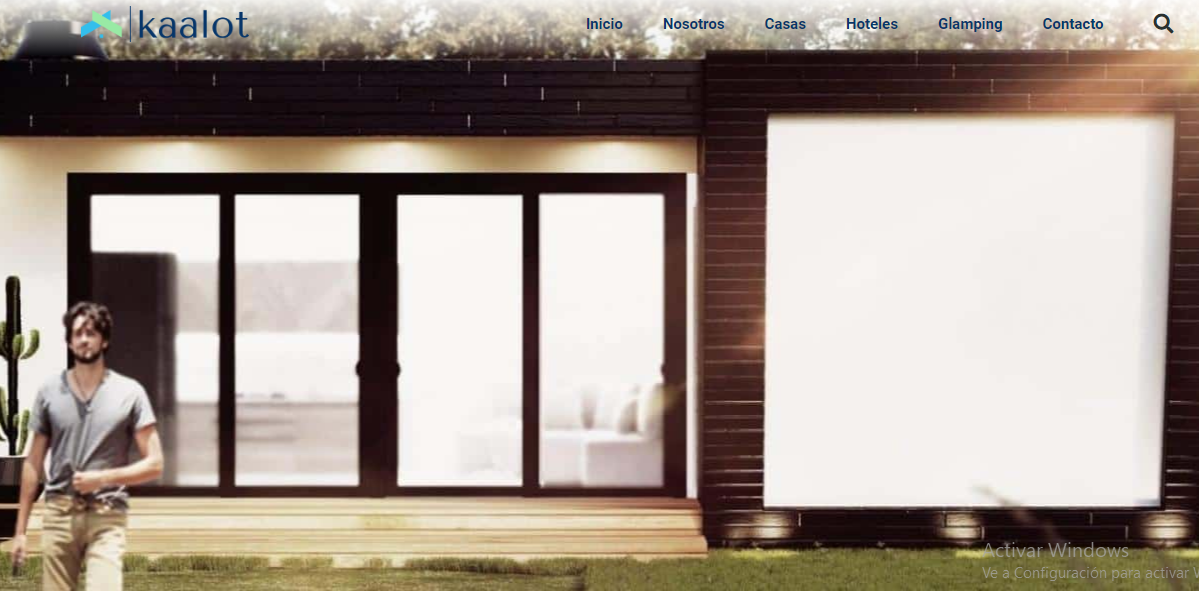 kaalot
Inicio Nosotros Casas Hoteles Glamping Contacto
Activar Windows
Ve a Configuración para activar W